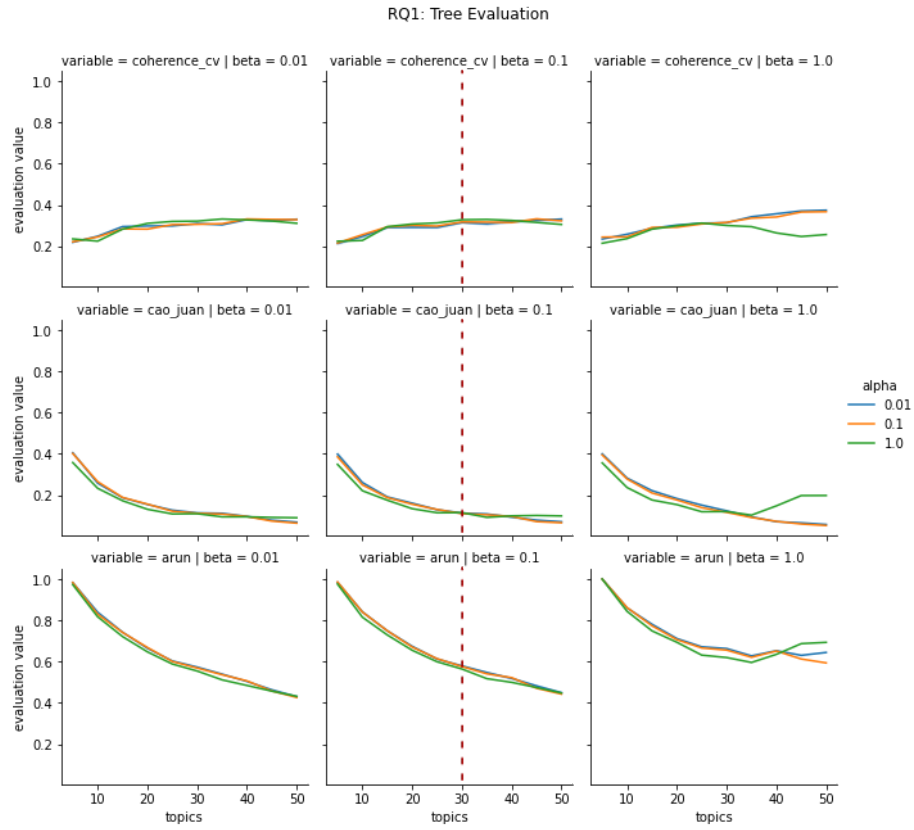 RQ1: Tree Evaluation
variable = coherence_cv | beta = 0.01
variable = coherence_cv | beta = 0.1
variable = coherence_cv | beta = 1.0
1.0
0.8
0.6
0.4
0.2
evaluation value
variable = cao_juan | beta = 0.01
variable = cao_juan | beta = 0.1
variable = cao_juan | beta = 1.0
1.0
0.8
0.6
0.4
0.2
evaluation value
alpha
0.01
0.1
1.0
variable = arun | beta = 0.01
variable = arun | beta = 0.1
variable = arun | beta = 1.0
1.0
0.8
0.6
0.4
0.2
evaluation value
10 20 30 40 50
topics
10 20 30 40 50
topics
10 20 30 40 50
topics